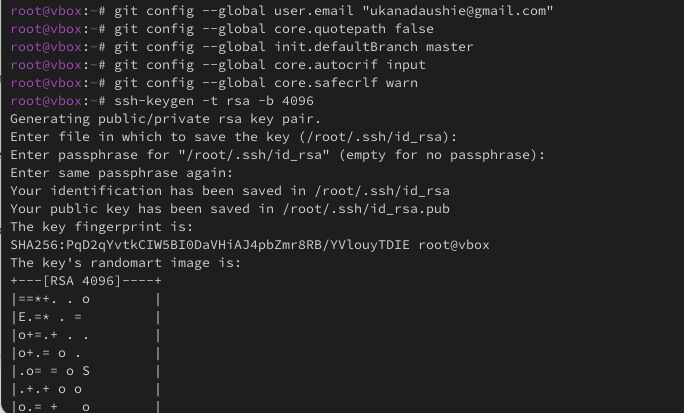 root@vbox:~# git config --global user.email "ukanadaushie@gmail.com"
root@vbox:~# git config --global core.quotepath false
root@vbox:~# git config --global init.defaultBranch master
root@vbox:~# git config --global core.autocrif input
root@vbox:~# git config --global core.safecrlf warn
root@vbox:~# ssh-keygen -t rsa -b 4096
Generating public/private rsa key pair.
Enter file in which to save the key (/root/.ssh/id_rsa):
Enter passphrase for "/root/.ssh/id_rsa" (empty for no passphrase):
Enter same passphrase again:
Your identification has been saved in /root/.ssh/id_rsa
Your public key has been saved in /root/.ssh/id_rsa.pub
The key fingerprint is:
SHA256:PqD2qYvtkCIW5BI0DaVHiAJ4pbZmr8RB/YVlouyTDIE root@vbox
The key's randomart image is:
+---[RSA 4096]----+
|==*+. . o        |
|E.=* . =         |
|o+=.+ . .        |
|o+.= o .         |
|.o= = o S        |
|.+.+ o o         |
|o.= +   o        |